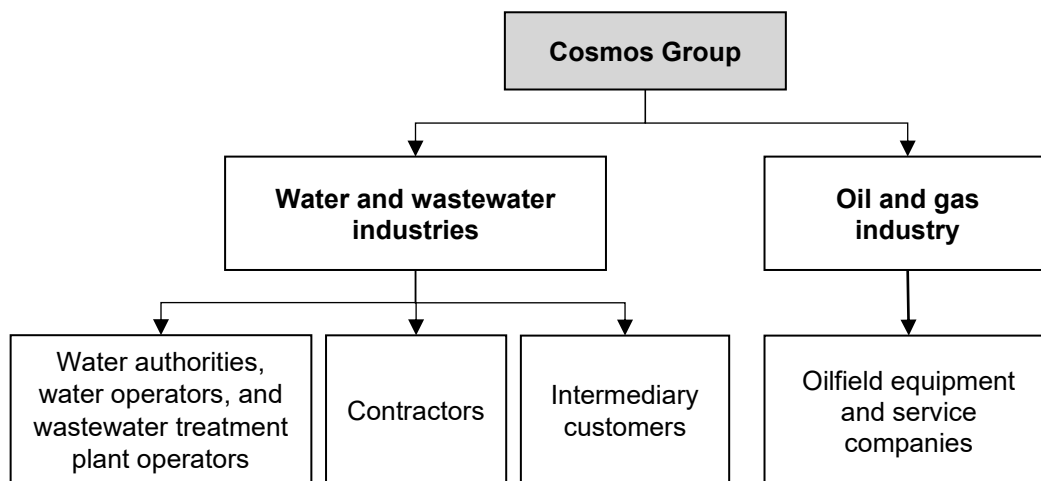 Cosmos Group
Water and wastewater
industries
Oil and gas
industry
Water authorities,
water operators, and
wastewater treatment
plant operators
Contractors
Intermediary
customers
Oilfield equipment
and service
companies